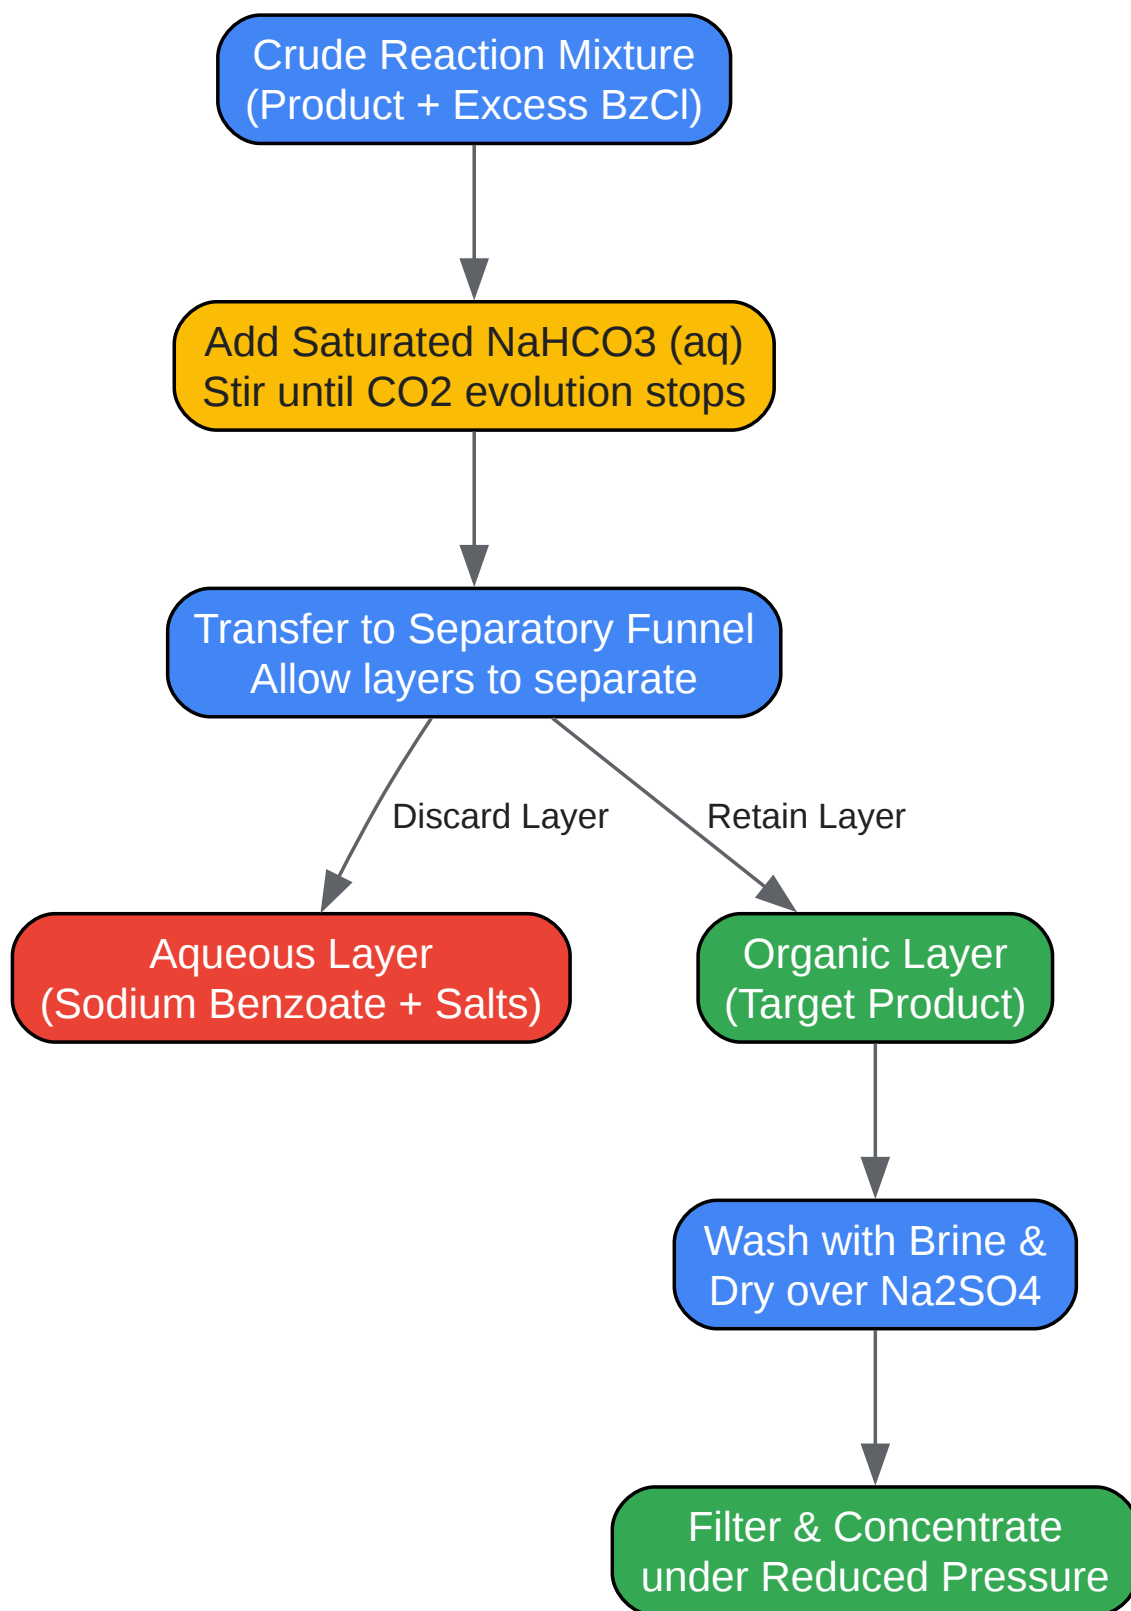 Crude Reaction Mixture
(Product + Excess BzCl)
Add Saturated NaHCO3 (aq)
Stir until CO2 evolution stops
Transfer to Separatory Funnel
Allow layers to separate
Discard Layer
Retain Layer
Aqueous Layer
(Sodium Benzoate + Salts)
Organic Layer
(Target Product)
Wash with Brine &
Dry over Na2SO4
Filter & Concentrate
under Reduced Pressure